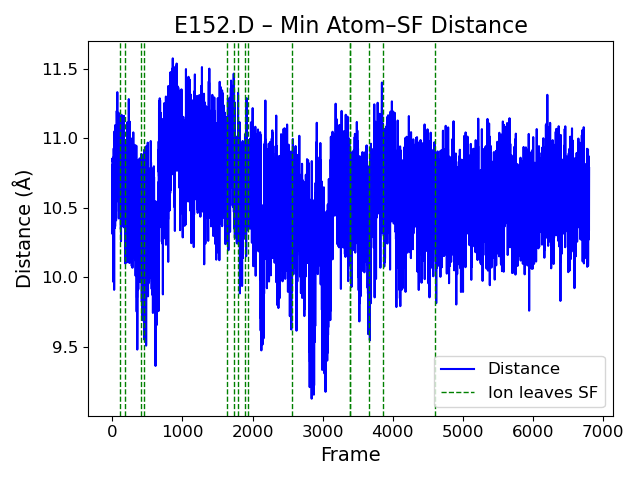 E152.D – Min Atom–SF Distance
Distance (Å)
11.5
11.0
10.5
10.0
9.5
0
1000
2000
3000
4000
5000
6000
7000
Frame
Distance
Ion leaves SF